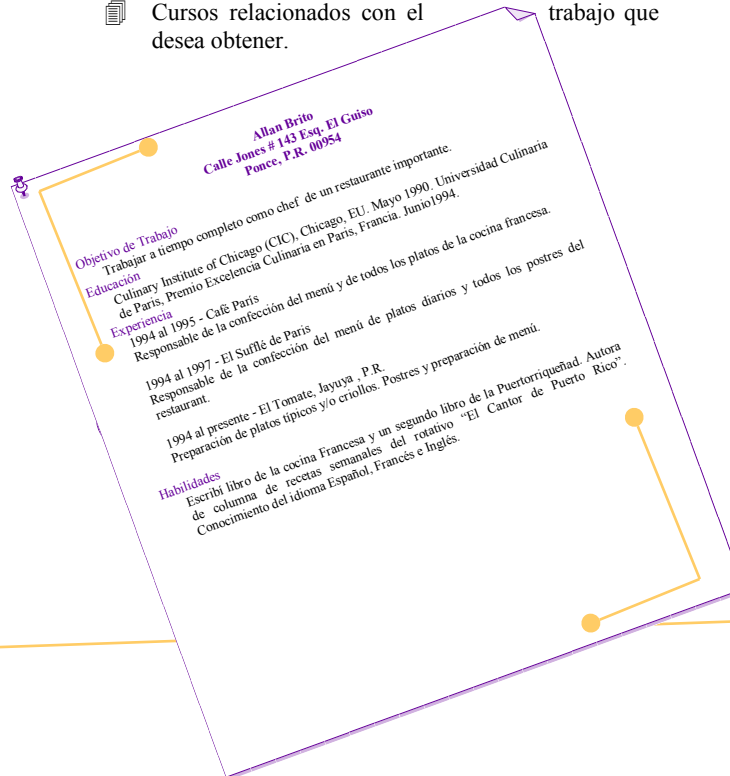 Cursos relacionados con el trabajo que
desea obtener.
Allan Brito
Calle Jones # 143 Esq. El Guiso
Ponce, P.R. 00954
Objetivo de Trabajo
Trabajar a tiempo completo como chef de un restaurante importante.
Educación
Culinary Institute of Chicago (CIC), Chicago, EU. Mayo 1990. Universidad Culinaria
de Paris, Premio Excelencia Culinaria en Paris, Francia. Junio1994.
Experiencia
1994 al 1995 - Café Paris
Responsable de la confección del menú y de todos los platos de la cocina francesa.
1994 al 1997 - El Sufflé de Paris
Responsable de la confección del menú de platos diarios y todos los postres del
restaurant.
1994 al presente - El Tomate, Jayuya , P.R.
Preparación de platos típicos y/o criollos. Postres y preparación de menú.
Habilidades
Escribí libro de la cocina Francesa y un segundo libro de la Puertorriqueñad. Autora
de columna de recetas semanales del rotativo “El Cantor de Puerto Rico”.
Conocimiento del idioma Español, Francés e Inglés.